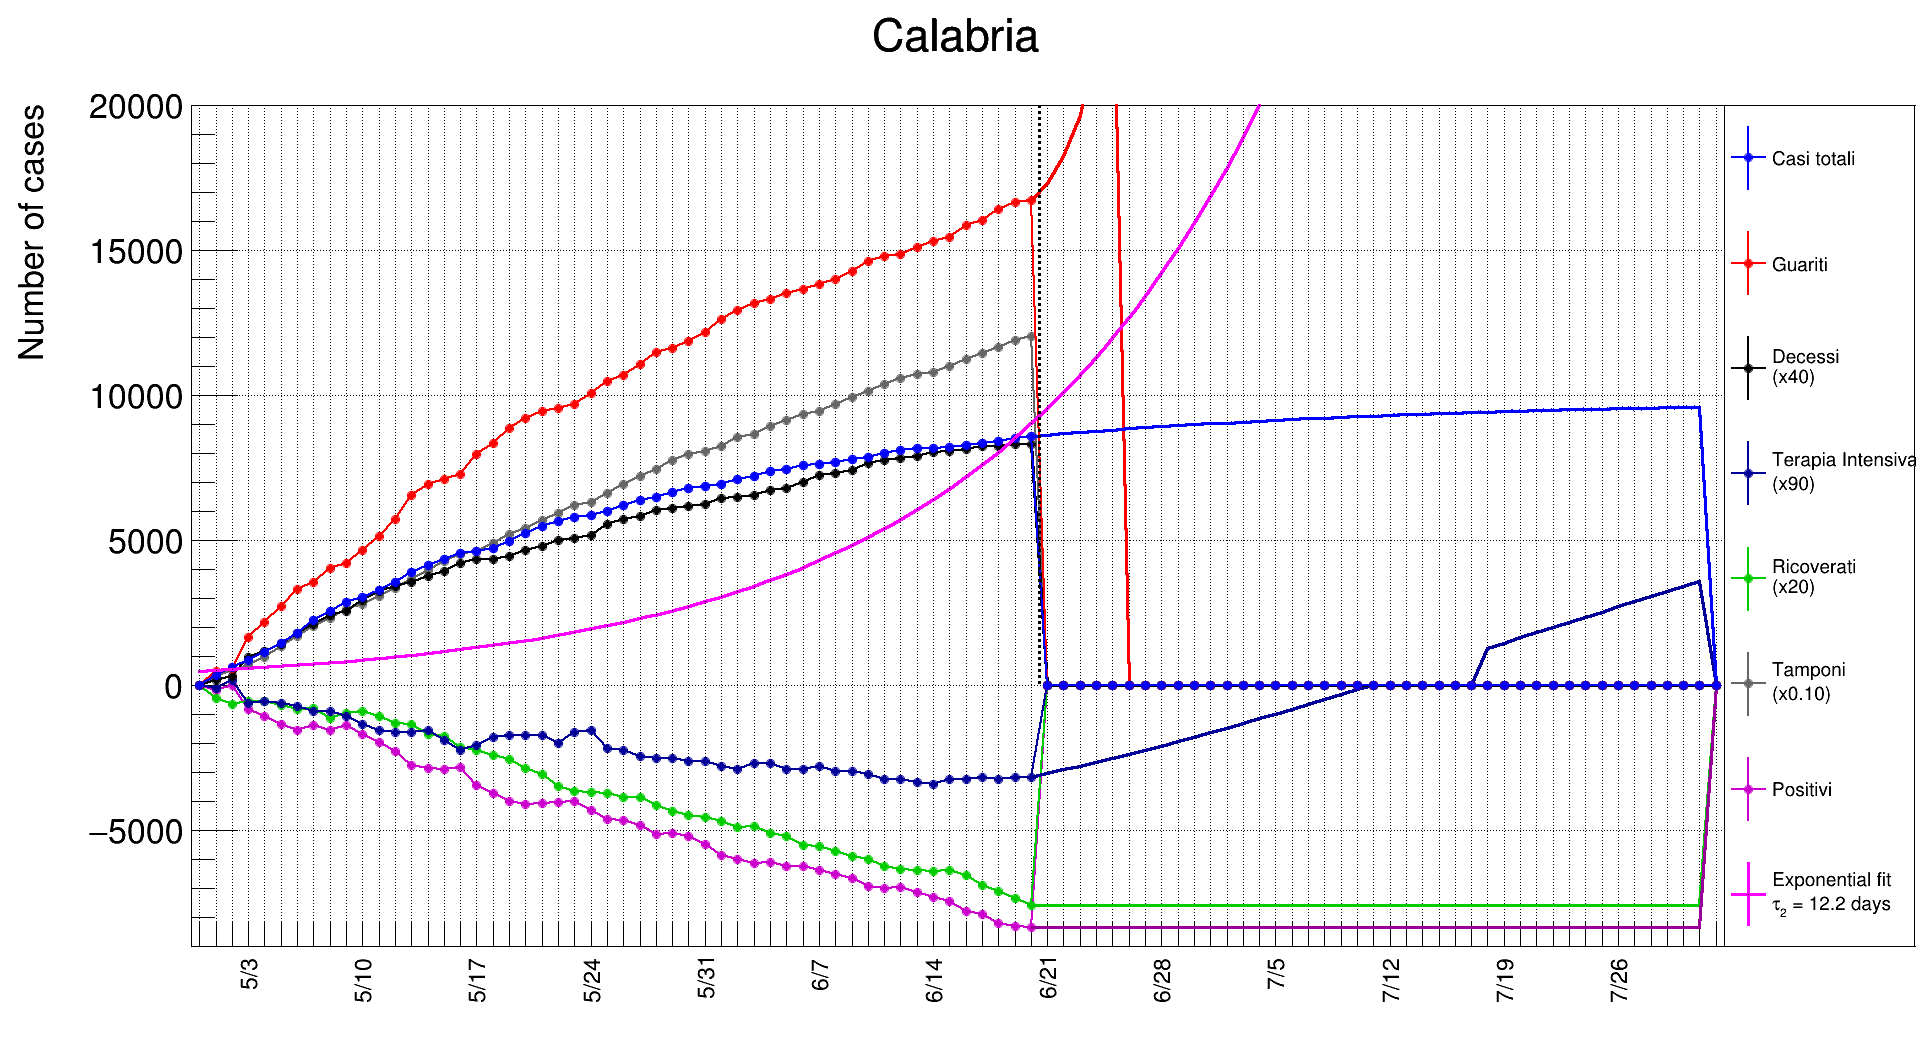 Calabria
Number of cases
20000
15000
10000
5000
0
−5000
5/3
5/10
5/17
5/24
5/31
6/7
6/14
6/21
6/28
7/5
7/12
7/19
7/26
Casi totali
Guariti
Decessi
(x40)
Terapia Intensiva
(x90)
Ricoverati
(x20)
Tamponi
(x0.10)
Positivi
Exponential fit
τ2 = 12.2 days